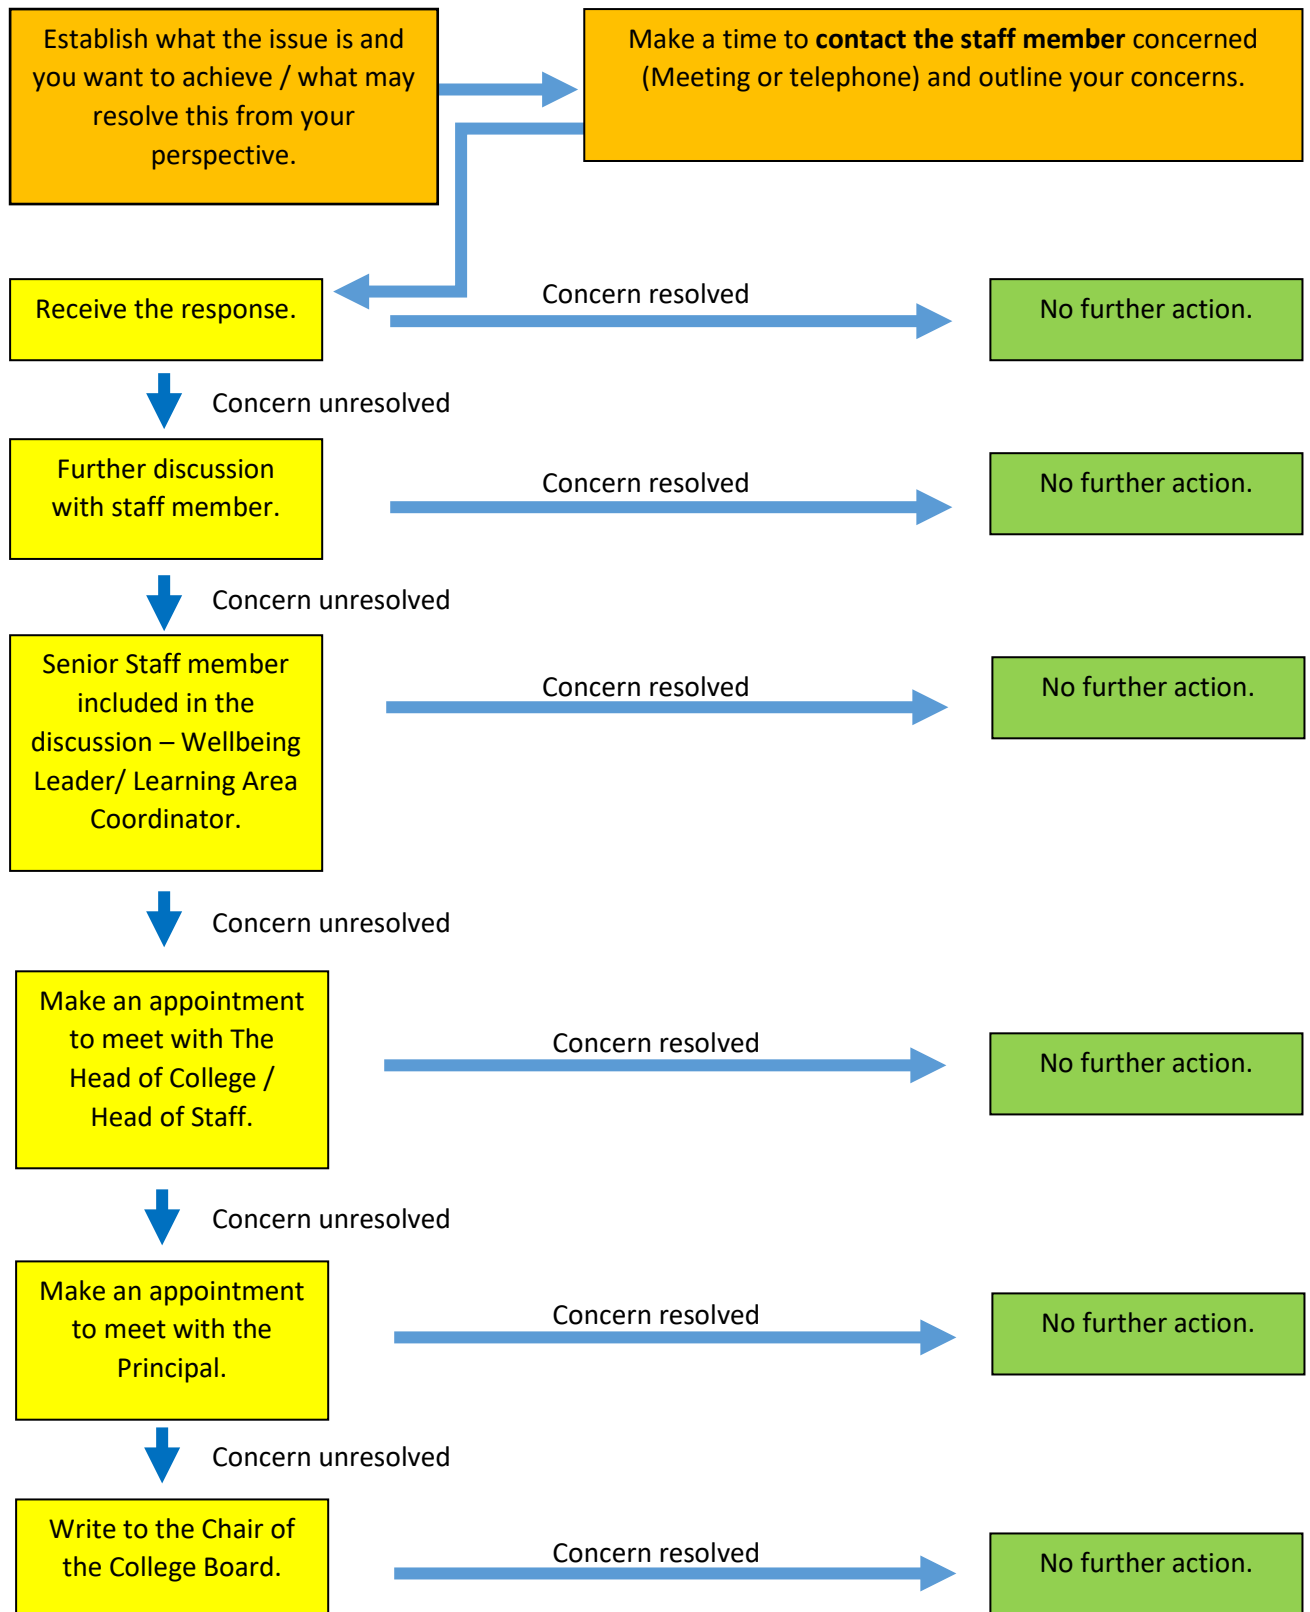 Establish what the issue is and
you want to achieve / what may
resolve this from your
perspective.
Make a time to contact the staff member concerned
(Meeting or telephone) and outline your concerns.
Receive the response.
Concern resolved
No further action.
Concern unresolved
Further discussion
with staff member.
Concern resolved
No further action.
Concern unresolved
Senior Staff member
included in the
discussion – Wellbeing
Leader/ Learning Area
Coordinator.
Concern resolved
No further action.
Concern unresolved
Make an appointment
to meet with The
Head of College /
Head of Staff.
Concern resolved
No further action.
Concern unresolved
Make an appointment
to meet with the
Principal.
Concern resolved
No further action.
Concern unresolved
Write to the Chair of
the College Board.
Concern resolved
No further action.